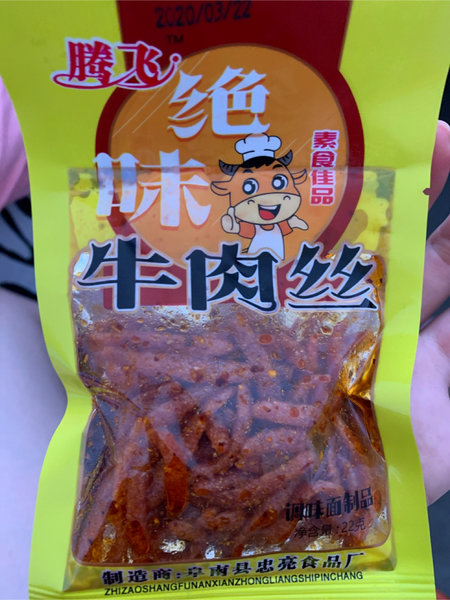 2020/03/22
TM
腾飞
绝味
素食佳品
牛肉丝
调味面制品
净含量:22克
制造商:阜南县忠亮食品厂
ZHIZAOSHANGFUNANXIANZHONGLIANGSHIPINCHANG